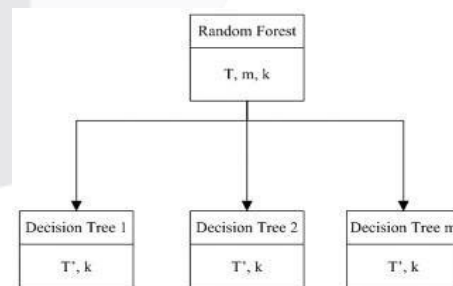 Random Forest
T, m, k
Decision Tree 1
T', k
Decision Tree 2
T', k
Decision Tree m
T', k